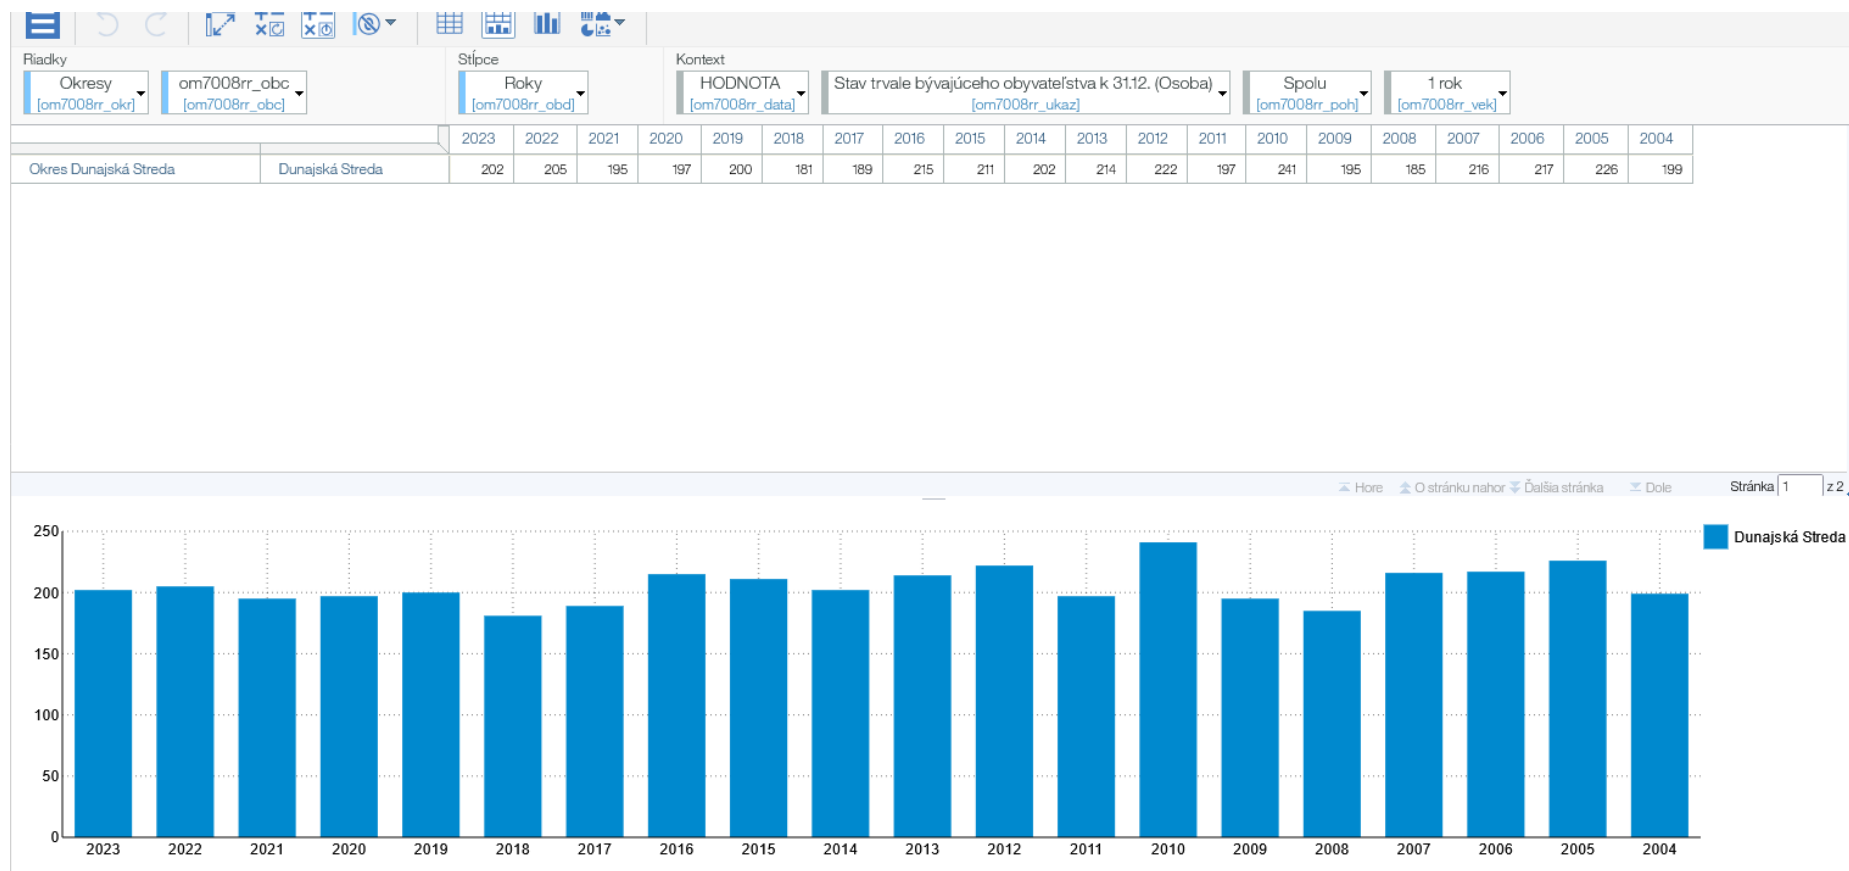 Riadky Stĺpce Kontext
Okresy om7008rr_obc Roky HODNOTA Stav trvale bývajúceho obyvateľstva k 31.12. (Osoba) Spolu 1 rok
[om7008rr_okr] [om7008rr_obc] [om7008rr_obd] [om7008rr_data] [om7008rr_ukaz] [om7008rr_poh] [om7008rr_vek]
2023 2022 2021 2020 2019 2018 2017 2016 2015 2014 2013 2012 2011 2010 2009 2008 2007 2006 2005 2004
Okres Dunajská Streda Dunajská Streda 202 205 195 197 200 181 189 215 211 202 214 222 197 241 195 185 216 217 226 199
Hore O stránku nahor Ďalšia stránka Dole Stránka 1 z 2
250
Dunajská Streda
200
150
100
50
0
2023 2022 2021 2020 2019 2018 2017 2016 2015 2014 2013 2012 2011 2010 2009 2008 2007 2006 2005 2004